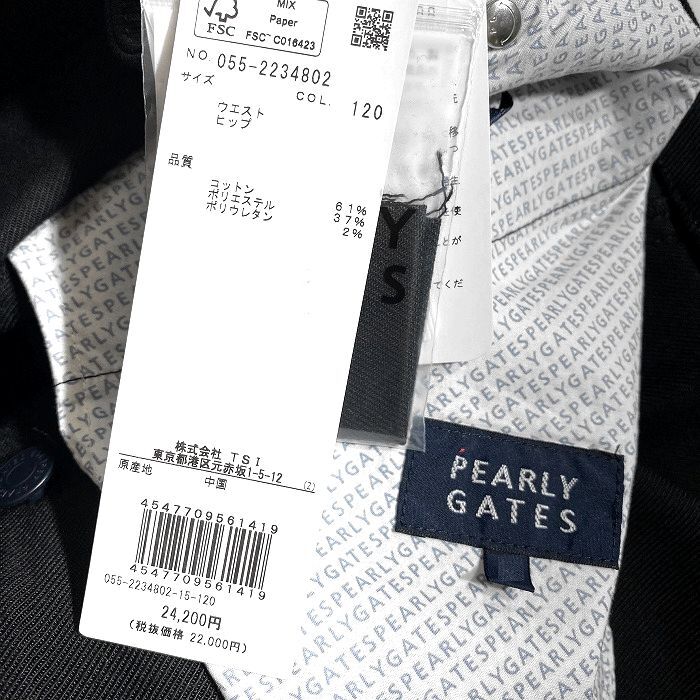 MIX
Paper
FSC
FSC™ C016423
NO. 055-2234802
サイズ
COL. 120
ウエスト
ヒップ
品質
コットン 61%
ポリエステル 37%
ポリウレタン 2%
株式会社 TSI
東京都港区元赤坂1-5-12
原産地 中国 (Z)
4547709561419
4547709561419
055-2234802-15-120
24,200円
(税抜価格 22,000円)
Y
S
PEARLY
GATES
PEARLYGATESPEARLYGATESPEARLYGATES